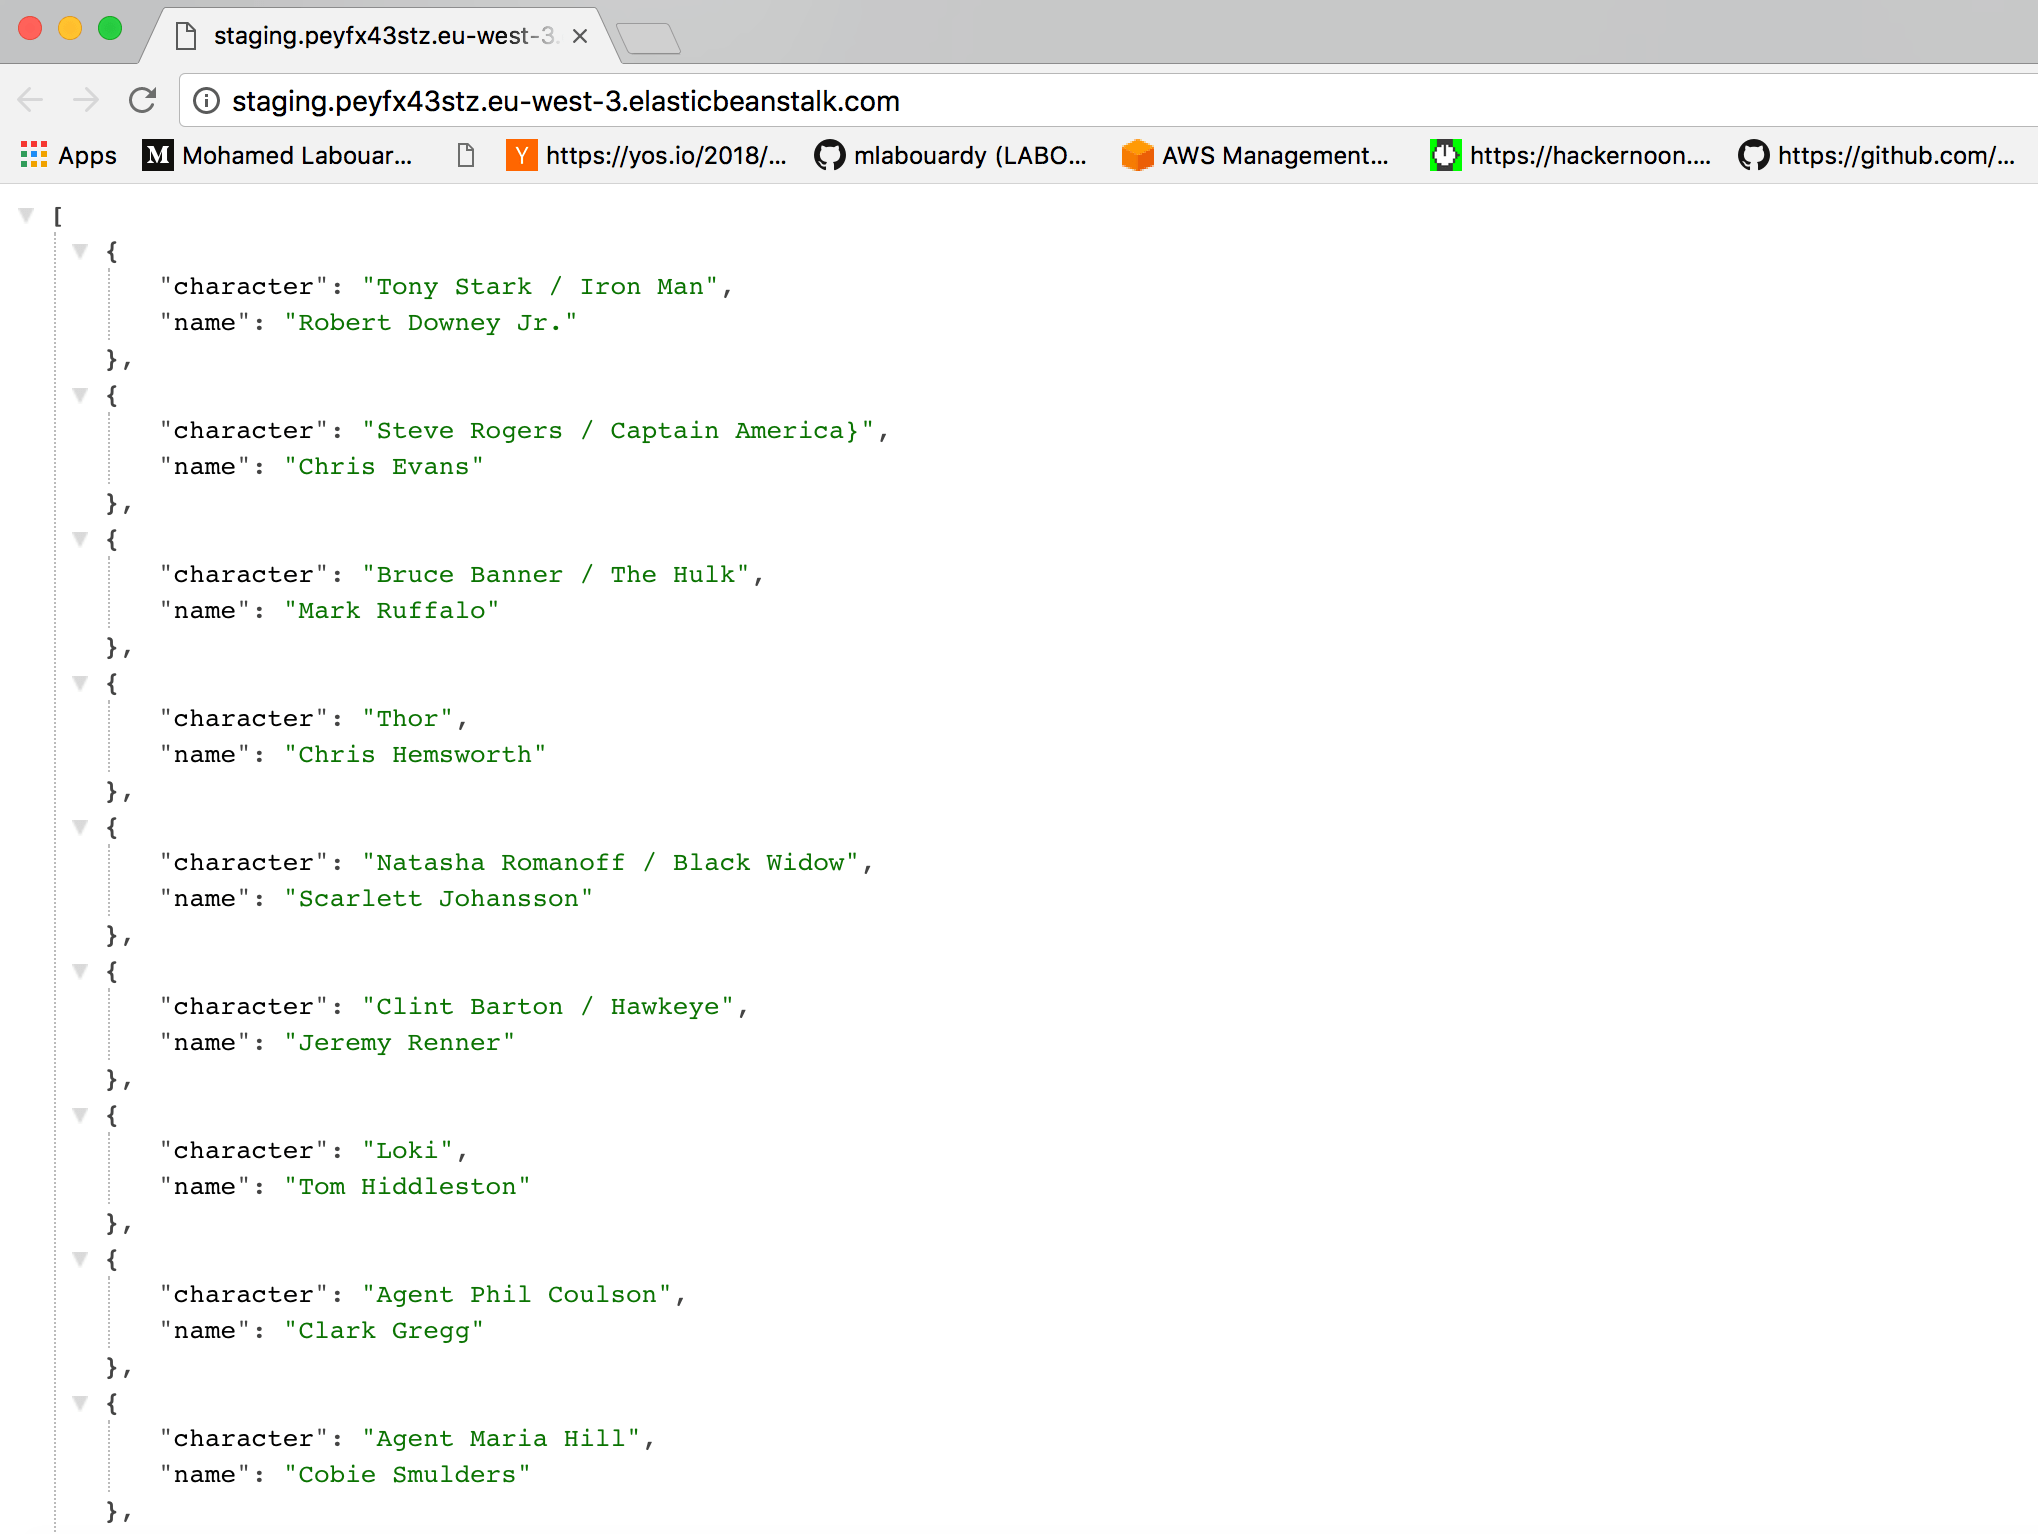 staging.peyfx43stz.eu-west-3.
staging.peyfx43stz.eu-west-3.elasticbeanstalk.com
Apps M Mohamed Labouar... Y https://yos.io/2018/... mlabouardy (LABO... AWS Management... https://hackernoon.... https://github.com/...
[
{
"character": "Tony Stark / Iron Man",
"name": "Robert Downey Jr."
},
{
"character": "Steve Rogers / Captain America}",
"name": "Chris Evans"
},
{
"character": "Bruce Banner / The Hulk",
"name": "Mark Ruffalo"
},
{
"character": "Thor",
"name": "Chris Hemsworth"
},
{
"character": "Natasha Romanoff / Black Widow",
"name": "Scarlett Johansson"
},
{
"character": "Clint Barton / Hawkeye",
"name": "Jeremy Renner"
},
{
"character": "Loki",
"name": "Tom Hiddleston"
},
{
"character": "Agent Phil Coulson",
"name": "Clark Gregg"
},
{
"character": "Agent Maria Hill",
"name": "Cobie Smulders"
},